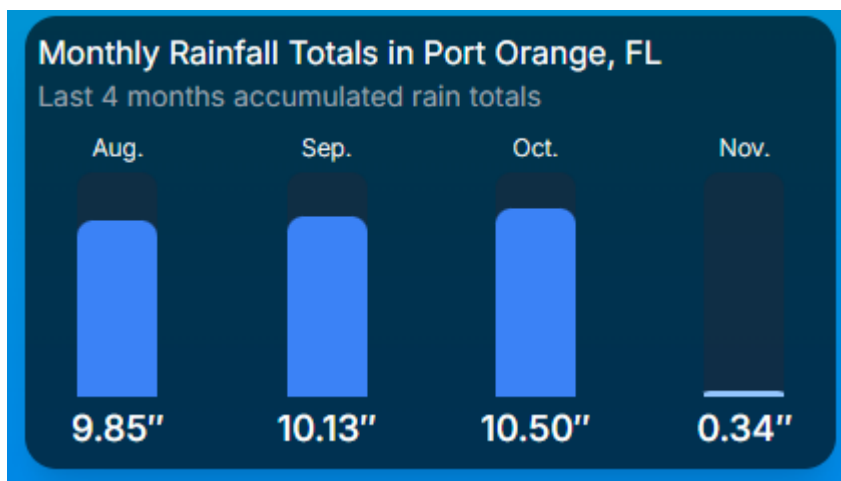 Monthly Rainfall Totals in Port Orange, FL
Last 4 months accumulated rain totals
Aug. Sep. Oct. Nov.
9.85″ 10.13″ 10.50″ 0.34″